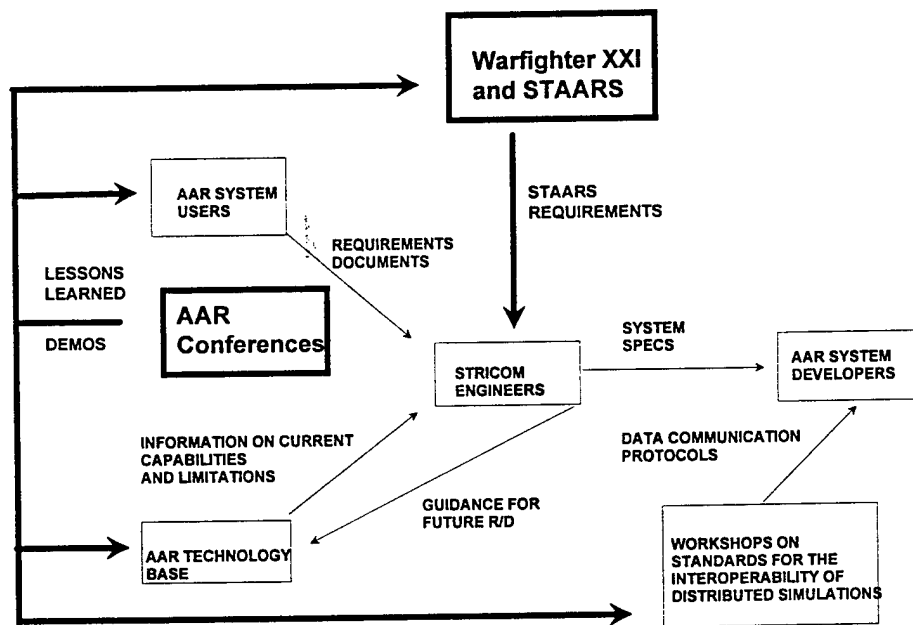 Warfighter XXI
and STAARS
AAR SYSTEM
USERS
STAARS
REQUIREMENTS
REQUIREMENTS
DOCUMENTS
LESSONS
LEARNED
DEMOS
AAR
Conferences
SYSTEM
SPECS
STRICOM
ENGINEERS
AAR SYSTEM
DEVELOPERS
INFORMATION ON CURRENT
CAPABILITIES
AND LIMITATIONS
DATA COMMUNICATION
PROTOCOLS
GUIDANCE FOR
FUTURE R/D
AAR TECHNOLOGY
BASE
WORKSHOPS ON
STANDARDS FOR THE
INTEROPERABILITY OF
DISTRIBUTED SIMULATIONS